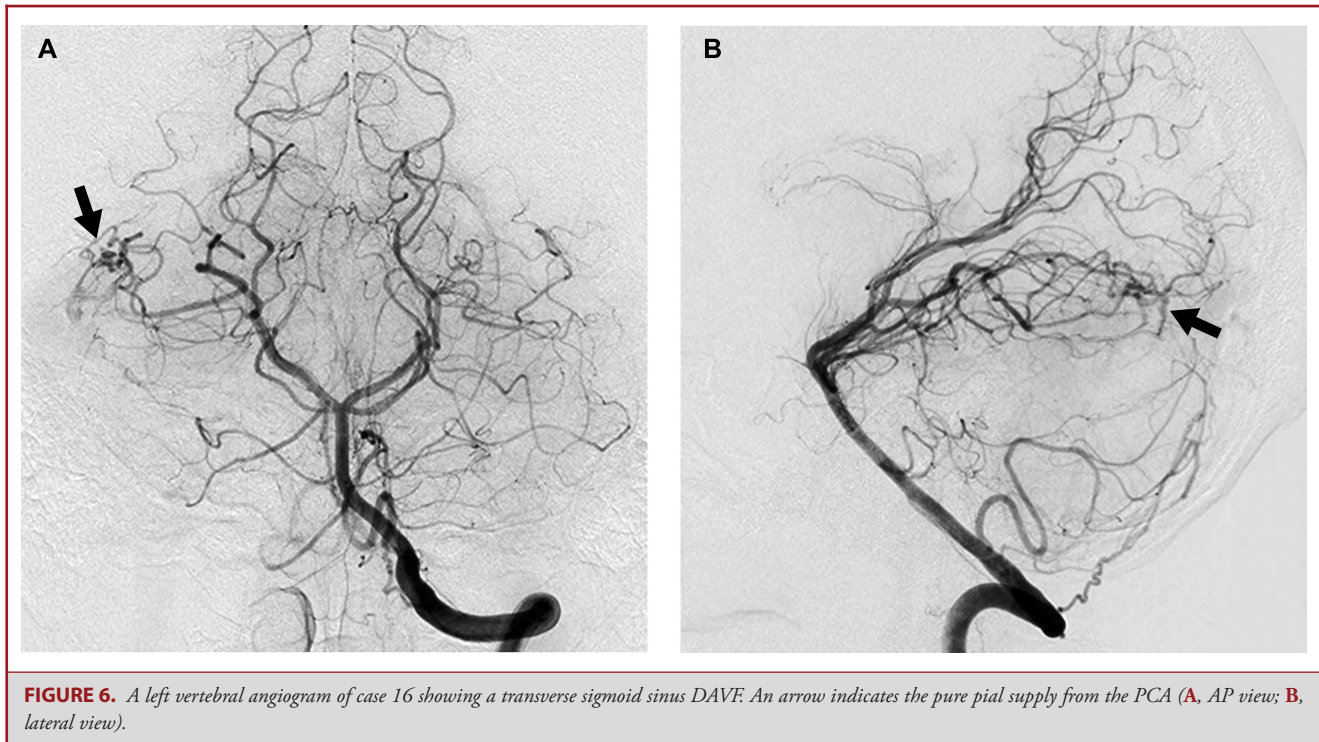 A
B
FIGURE 6. A left vertebral angiogram of case 16 showing a transverse sigmoid sinus DAVF. An arrow indicates the pure pial supply from the PCA (A, AP view; B,
lateral view).